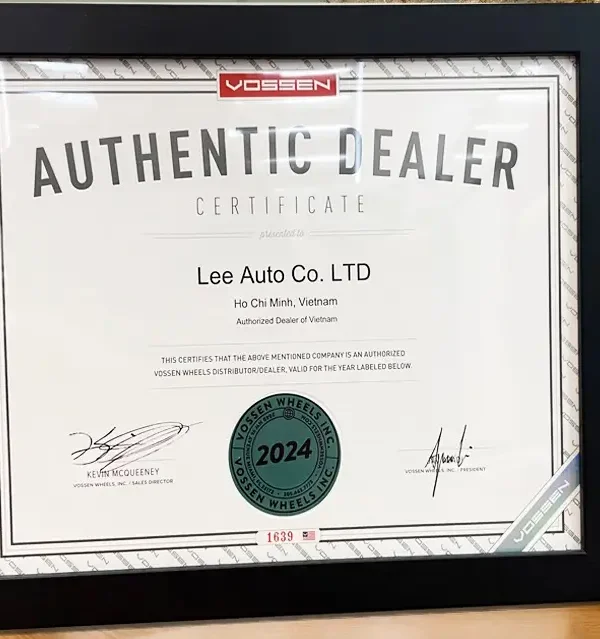 VOSSEN
AUTHENTIC DEALER
CERTIFICATE
presented to
Lee Auto Co. LTD
Ho Chi Minh, Vietnam
Authorized Dealer of Vietnam
THIS CERTIFIES THAT THE ABOVE MENTIONED COMPANY IS AN AUTHORIZED
VOSSEN WHEELS DISTRIBUTOR/DEALER, VALID FOR THE YEAR LABELED BELOW.
VOSSEN WHEELS INC.
2024
VOSSEN WHEELS INC.
KEVIN MCQUEENEY
VOSSEN WHEELS, INC. / SALES DIRECTOR
VOSSEN WHEELS, INC. / PRESIDENT
1639
VOSSEN